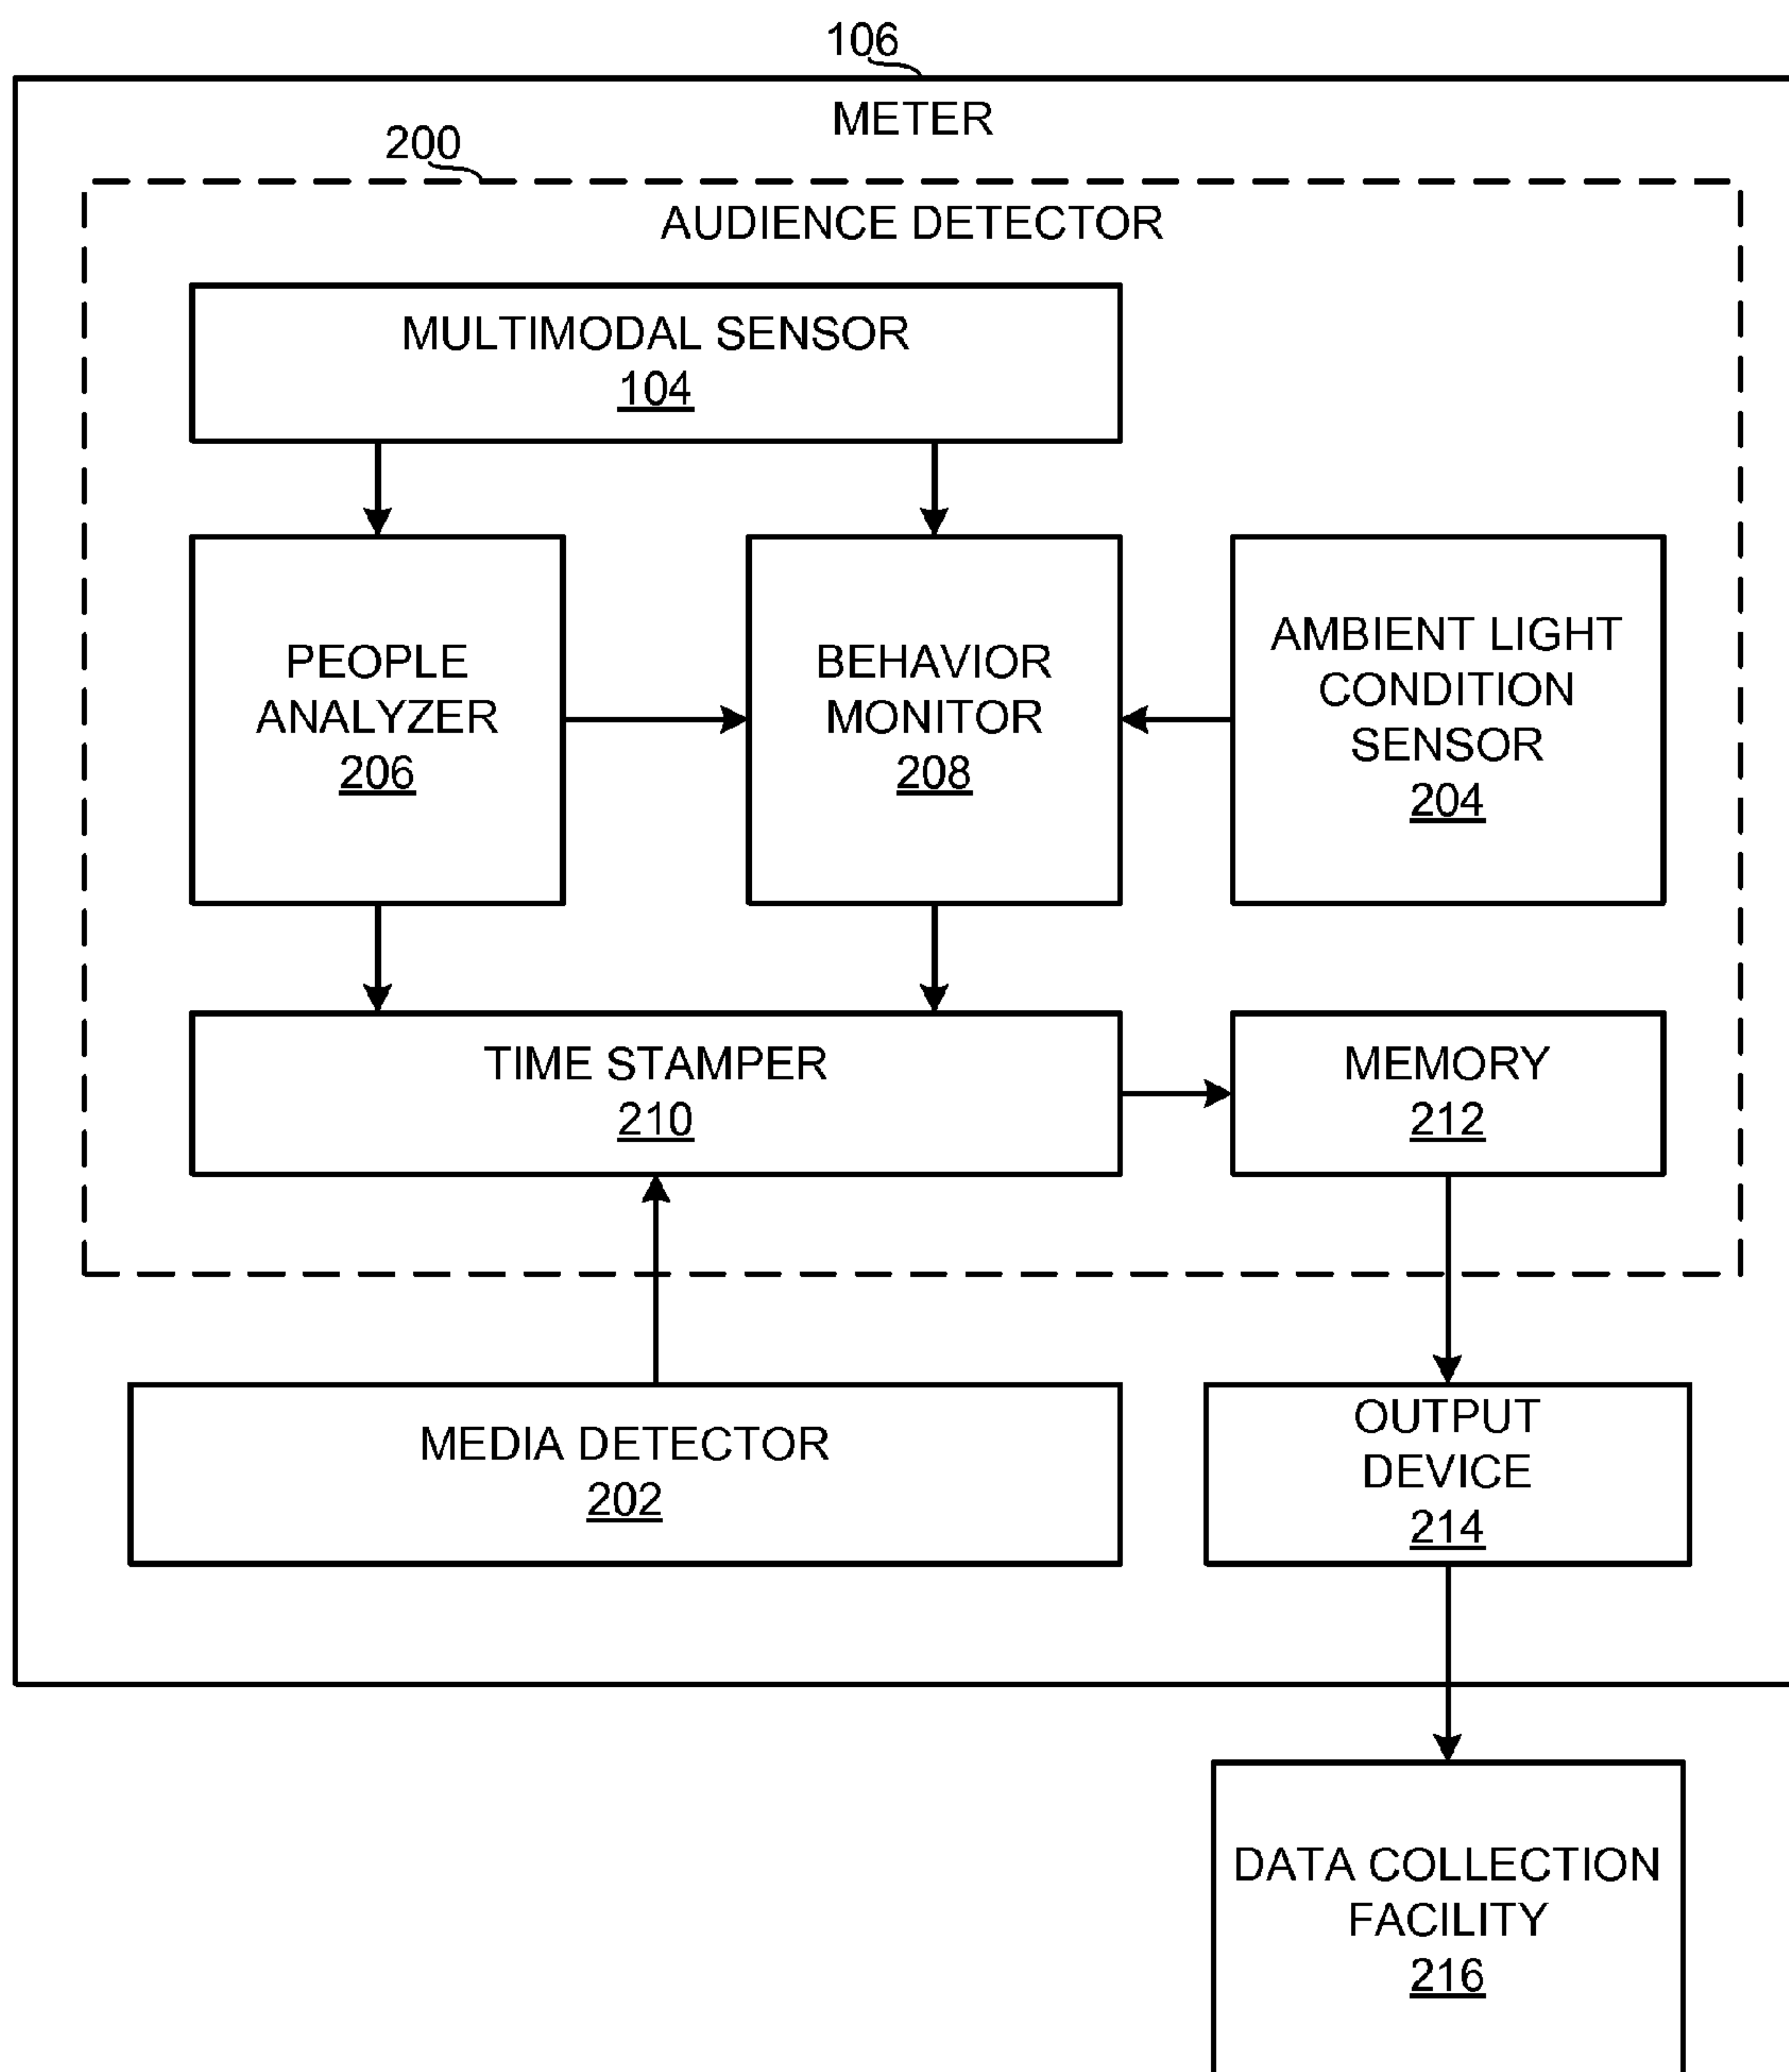 106
METER
200
AUDIENCE DETECTOR
MULTIMODAL SENSOR
104
PEOPLE
ANALYZER
206
BEHAVIOR
MONITOR
208
AMBIENT LIGHT
CONDITION
SENSOR
204
TIME STAMPER
210
MEMORY
212
MEDIA DETECTOR
202
OUTPUT
DEVICE
214
DATA COLLECTION
FACILITY
216